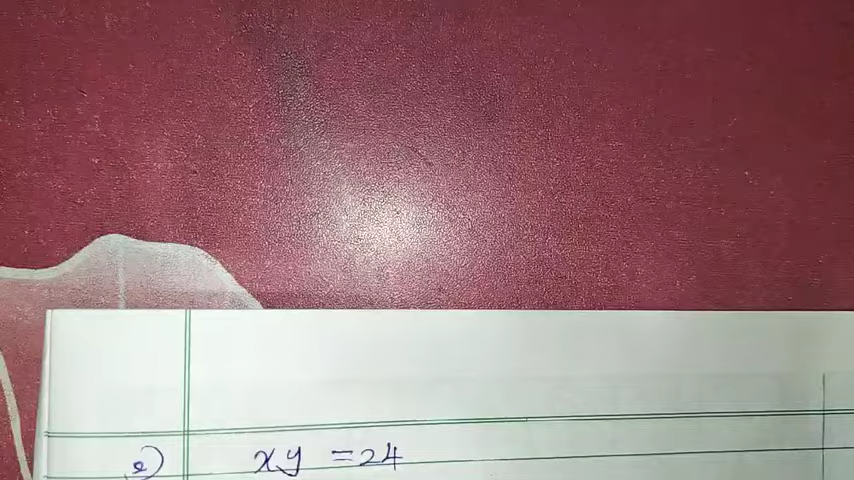 e) xy = 24